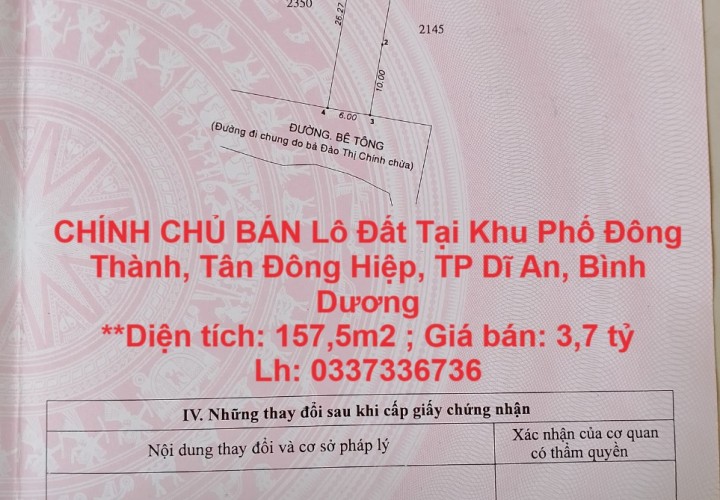 2350
26.27
2
2145
10.00
4
6.00
3
ĐƯỜNG. BÊ TÔNG
(Đường đi chung do bá Đào Thị Chính chừa)
CHÍNH CHỦ BÁN Lô Đất Tại Khu Phố Đông
Thành, Tân Đông Hiệp, TP Dĩ An, Bình
Dương
**Diện tích: 157,5m2 ; Giá bán: 3,7 tỷ
Lh: 0337336736
IV. Những thay đổi sau khi cấp giấy chứng nhận
Nội dung thay đổi và cơ sở pháp lý
Xác nhận của cơ quan
có thẩm quyền